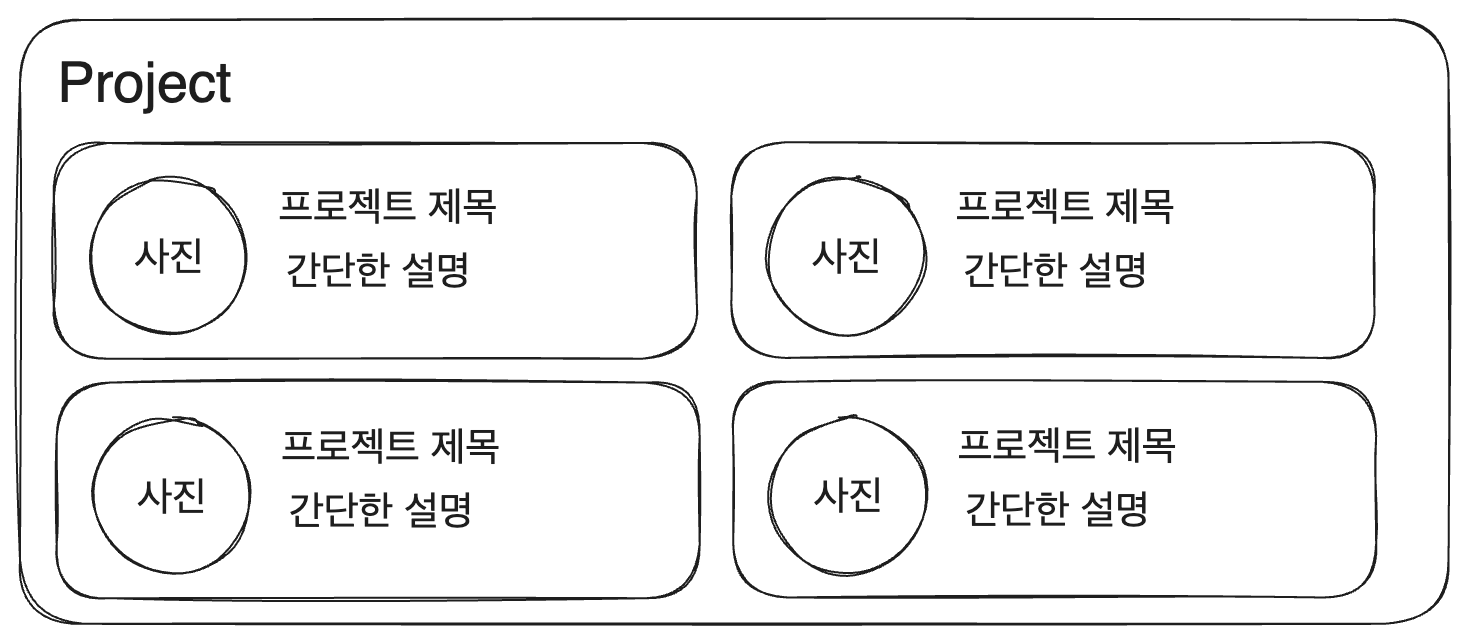 Project
사진
프로젝트 제목
간단한 설명
사진
프로젝트 제목
간단한 설명
사진
프로젝트 제목
간단한 설명
사진
프로젝트 제목
간단한 설명